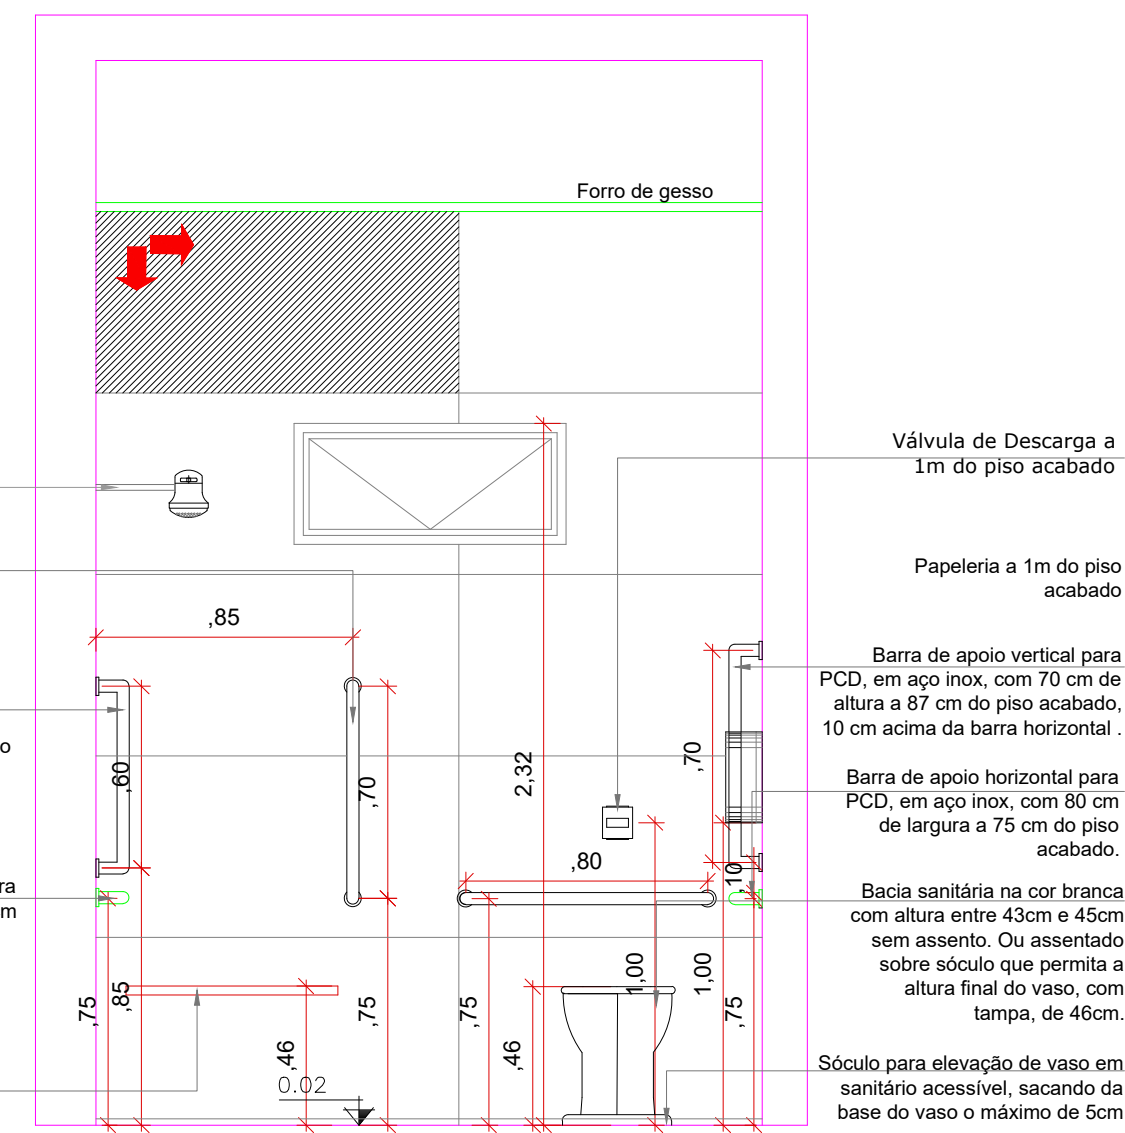 Forro de gesso
Válvula de Descarga a
1m do piso acabado
Papeleria a 1m do piso
acabado
,85
Barra de apoio vertical para
PCD, em aço inox, com 70 cm de
altura a 87 cm do piso acabado,
10 cm acima da barra horizontal .
o
,60
,70
2,32
,70
Barra de apoio horizontal para
PCD, em aço inox, com 80 cm
de largura a 75 cm do piso
acabado.
,80
,10
ra
m
Bacia sanitária na cor branca
com altura entre 43cm e 45cm
sem assento. Ou assentado
sobre sóculo que permita a
altura final do vaso, com
tampa, de 46cm.
,75
,85
,75
,75
1,00
1,00
,75
,46
,46
0.02
Sóculo para elevação de vaso em
sanitário acessível, sacando da
base do vaso o máximo de 5cm